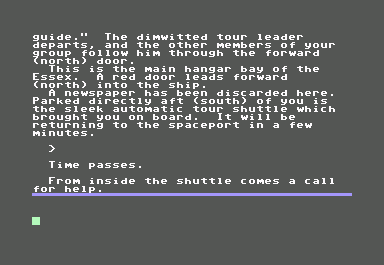 guide."  The dimwitted tour leader
departs, and the other members of your
group follow him through the forward
(north) door.
This is the main hangar bay of the
Essex.  A red door leads forward
(north) into the ship.
A newspaper has been discarded here.
Parked directly aft (south) of you is
the sleek automatic tour shuttle which
brought you on board.  It will be
returning to the spaceport in a few
minutes.
>
Time passes.
From inside the shuttle comes a call
for help.